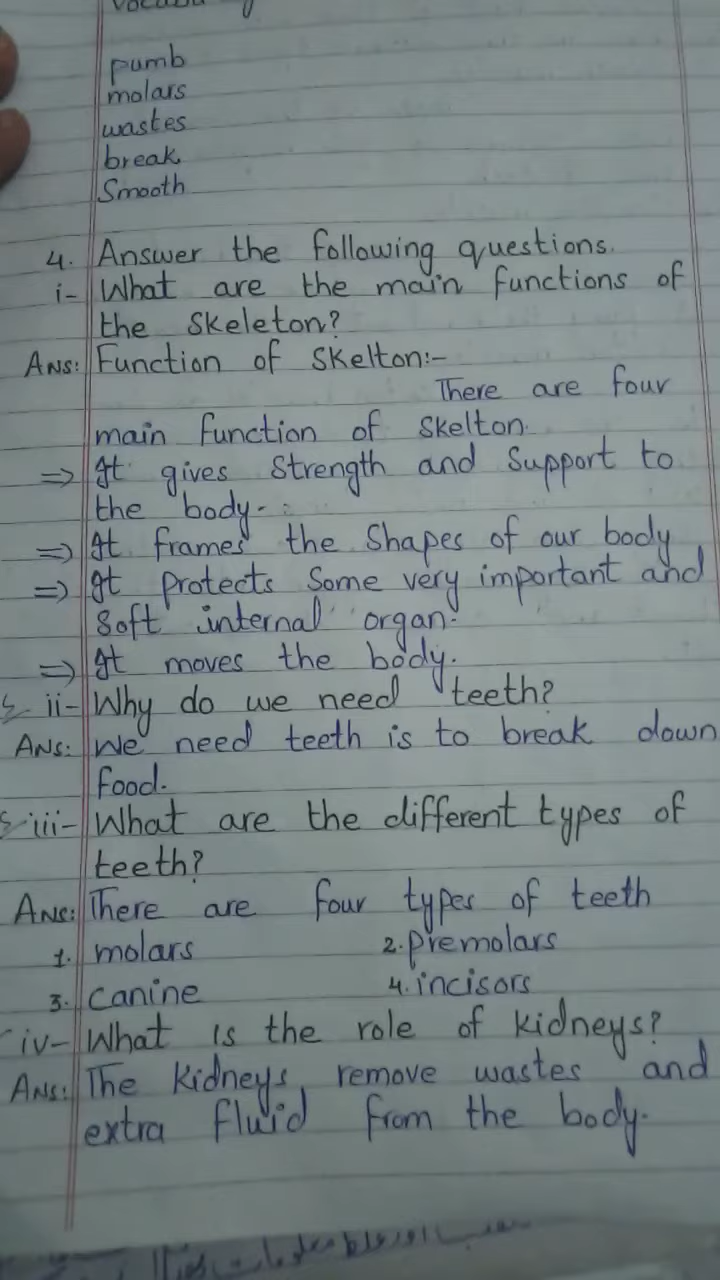 pumb
molars
wastes
break
Smooth
4. Answer the following questions.
i- What are the main functions of
the skeleton?
Ans: Function of skelton:-
There are four
main function of skelton.
⇒ It gives strength and support to
the body.
⇒ It frames the shapes of our body
⇒ It protects some very important and
soft internal organ.
⇒ It moves the body.
ii- Why do we need teeth?
Ans: We need teeth is to break down
food.
iii- What are the different types of
teeth?
Ans: There are four types of teeth
1. molars 2. premolars
3. canine 4. incisors
iv- What is the role of kidneys?
Ans: The kidneys remove wastes and
extra fluid from the body.